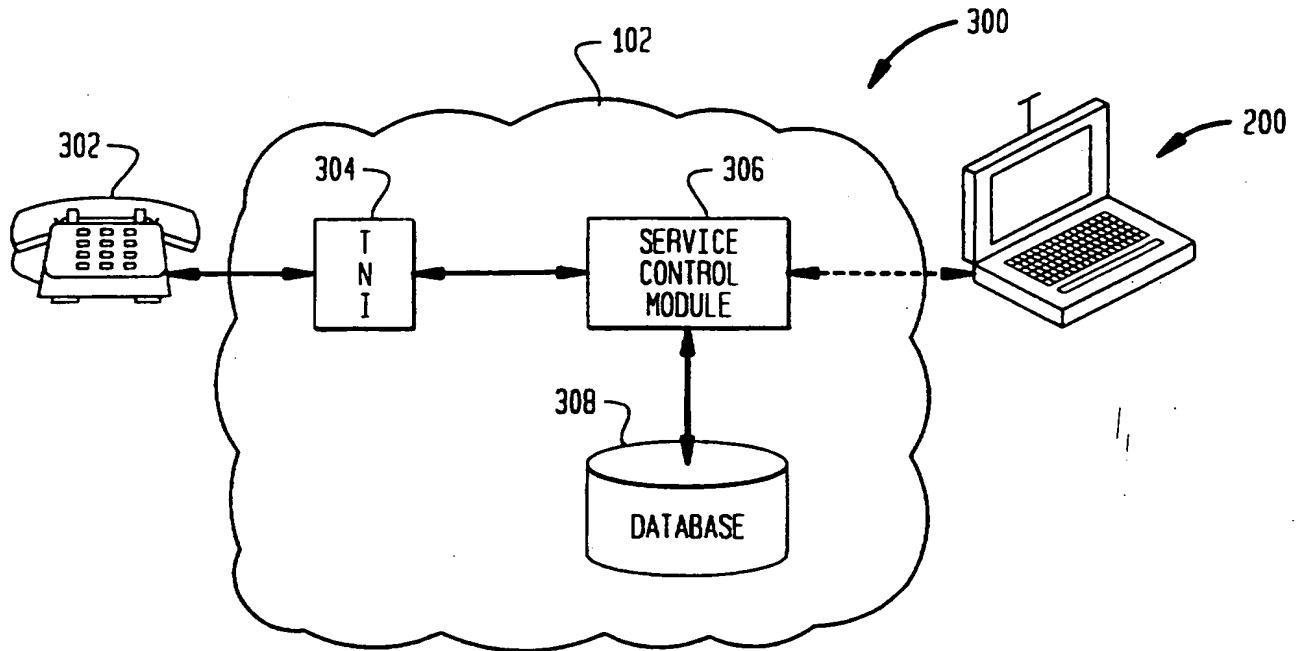 300
102
200
302
304
306
T
N
I
SERVICE
CONTROL
MODULE
308
DATABASE